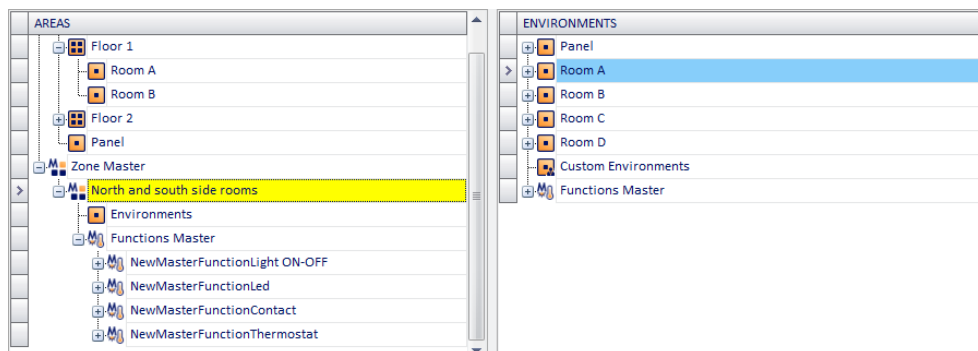 AREAS
Floor 1
Room A
Room B
Floor 2
Panel
Zone Master
North and south side rooms
Environments
Functions Master
NewMasterFunctionLight ON-OFF
NewMasterFunctionLed
NewMasterFunctionContact
NewMasterFunctionThermostat
ENVIRONMENTS
Panel
Room A
Room B
Room C
Room D
Custom Environments
Functions Master